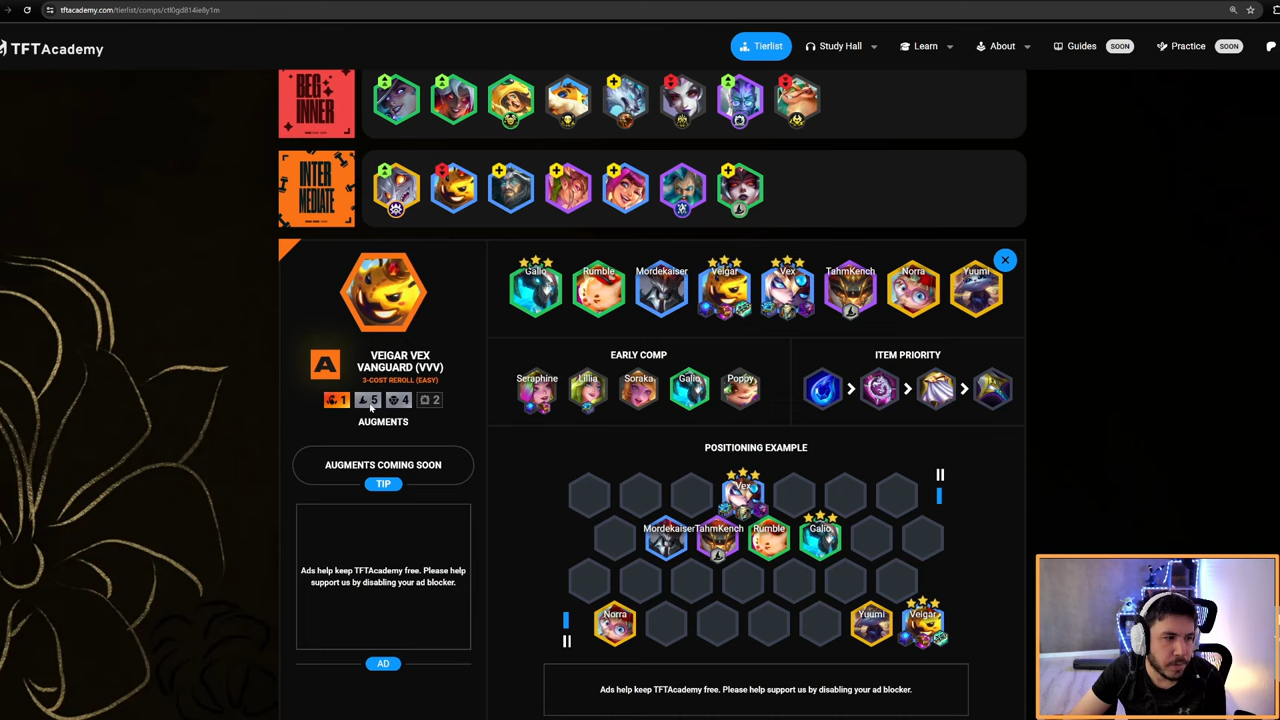 tftacademy.com/tierlist/comps/ctl0gd814ie8y1m
TFTAcademy
Tierlist
Study Hall
Learn
About
Guides
SOON
Practice
SOON
BEG
INNER
INTER
MEDIATE
A
VEIGAR VEX
VANGUARD (VVV)
3-COST REROLL (EASY)
1
5
4
2
AUGMENTS
AUGMENTS COMING SOON
TIP
Ads help keep TFTAcademy free. Please help
support us by disabling your ad blocker.
AD
Galio
Rumble
Mordekaiser
Veigar
Vex
TahmKench
Norra
Yuumi
EARLY COMP
Seraphine
Lillia
Soraka
Galio
Poppy
ITEM PRIORITY
POSITIONING EXAMPLE
Vex
Mordekaiser
TahmKench
Rumble
Galio
Norra
Yuumi
Veigar
Ads help keep TFTAcademy free. Please help support us by disabling your ad blocker.